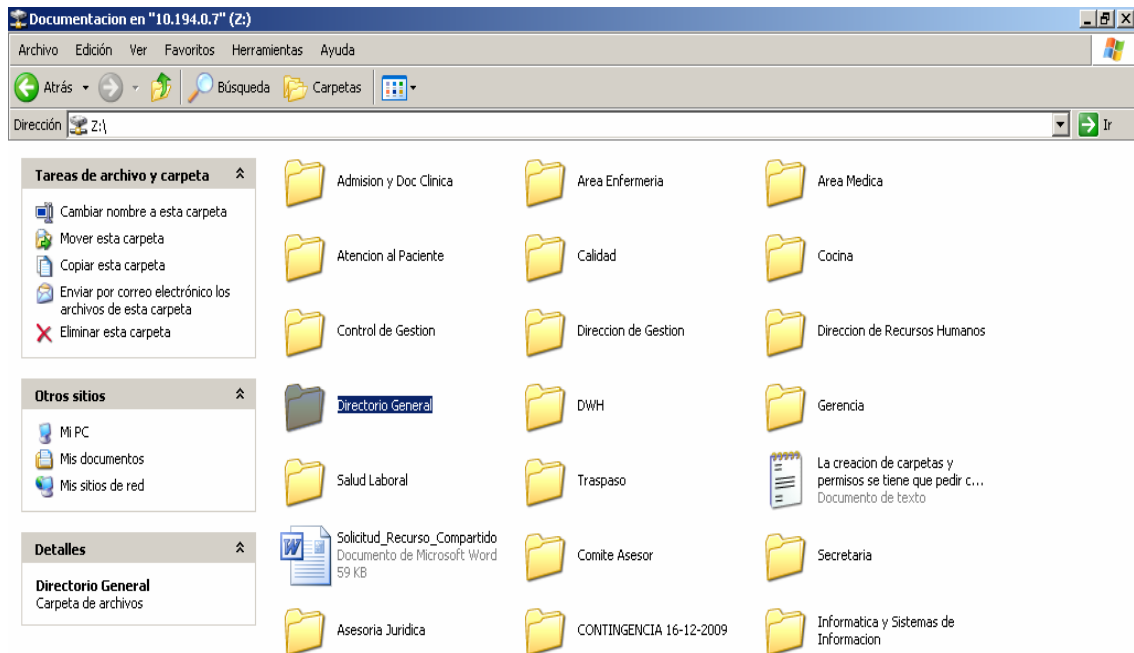 Documentacion en "10.194.0.7" (Z:)
Archivo Edición Ver Favoritos Herramientas Ayuda
Atrás Búsqueda Carpetas
Dirección Z:\ Ir
Tareas de archivo y carpeta
Cambiar nombre a esta carpeta
Mover esta carpeta
Copiar esta carpeta
Enviar por correo electrónico los
archivos de esta carpeta
Eliminar esta carpeta
Otros sitios
Mi PC
Mis documentos
Mis sitios de red
Detalles
Directorio General
Carpeta de archivos
Admision y Doc Clinica
Area Enfermeria
Area Medica
Atencion al Paciente
Calidad
Cocina
Control de Gestion
Direccion de Gestion
Direccion de Recursos Humanos
Directorio General
DWH
Gerencia
Salud Laboral
Traspaso
La creacion de carpetas y
permisos se tiene que pedir c...
Documento de texto
Solicitud_Recurso_Compartido
Documento de Microsoft Word
59 KB
Comite Asesor
Secretaria
Asesoria Juridica
CONTINGENCIA 16-12-2009
Informatica y Sistemas de
Informacion